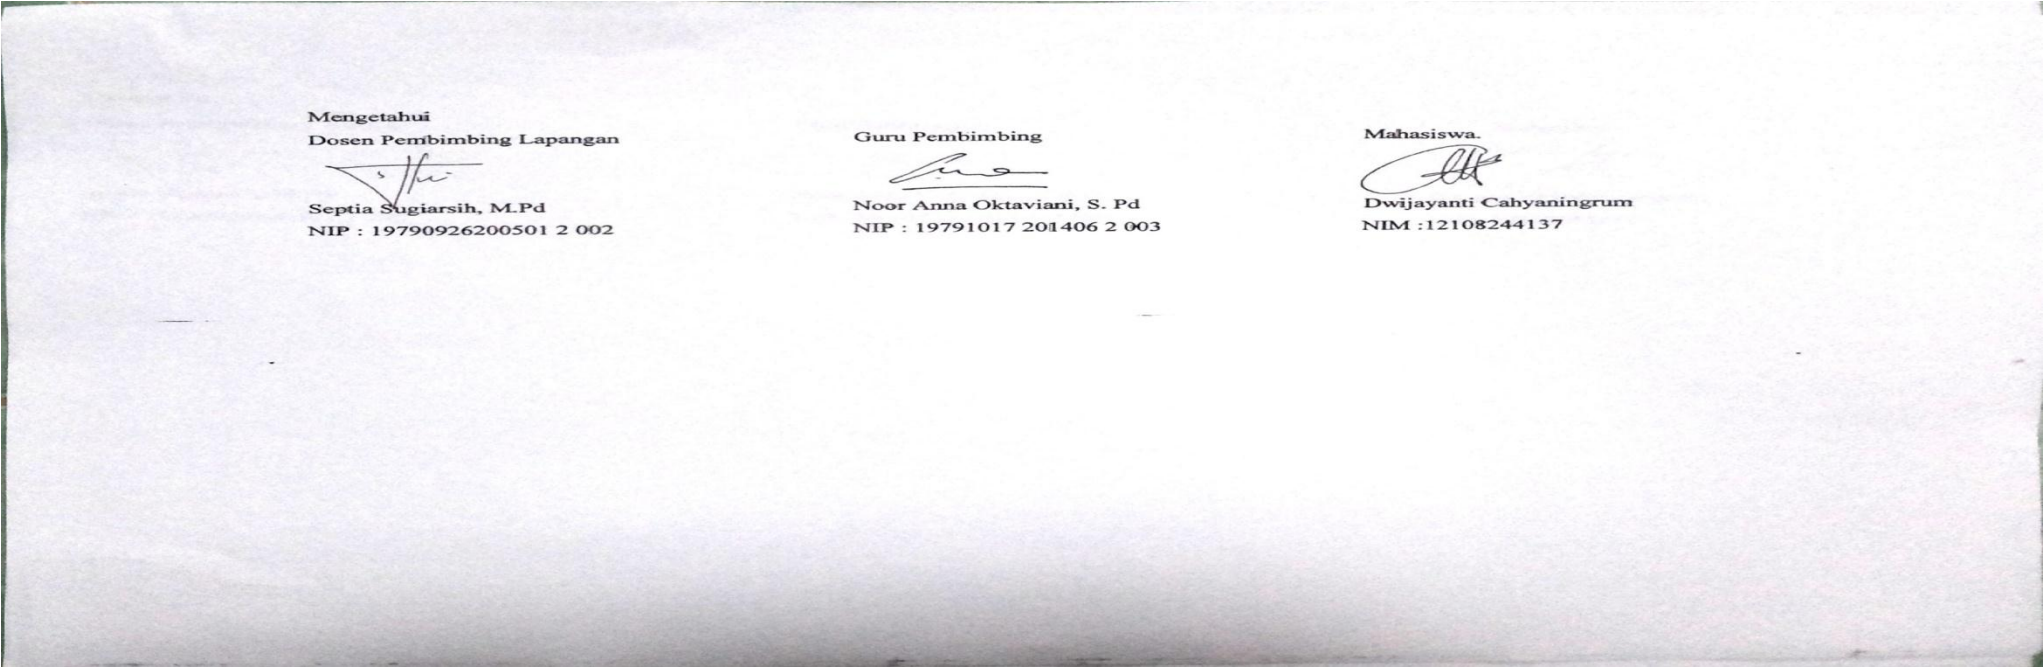 Mengetahui
Dosen Pembimbing Lapangan
Septia Sugiarsih, M.Pd
NIP : 19790926200501 2 002
Guru Pembimbing
Noor Anna Oktaviani, S. Pd
NIP : 19791017 201406 2 003
Mahasiswa.
Dwijayanti Cahyaningrum
NIM :12108244137